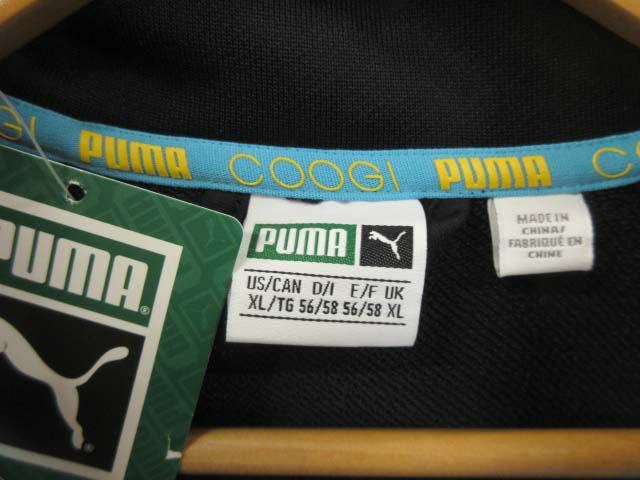 COOGI PUMA COOGI PUMA CO
PUMA
US/CAN D/I E/F UK
XL/TG 56/58 56/58 XL
MADE IN
CHINA/
FABRIQUÉ EN
CHINE
PUMA®